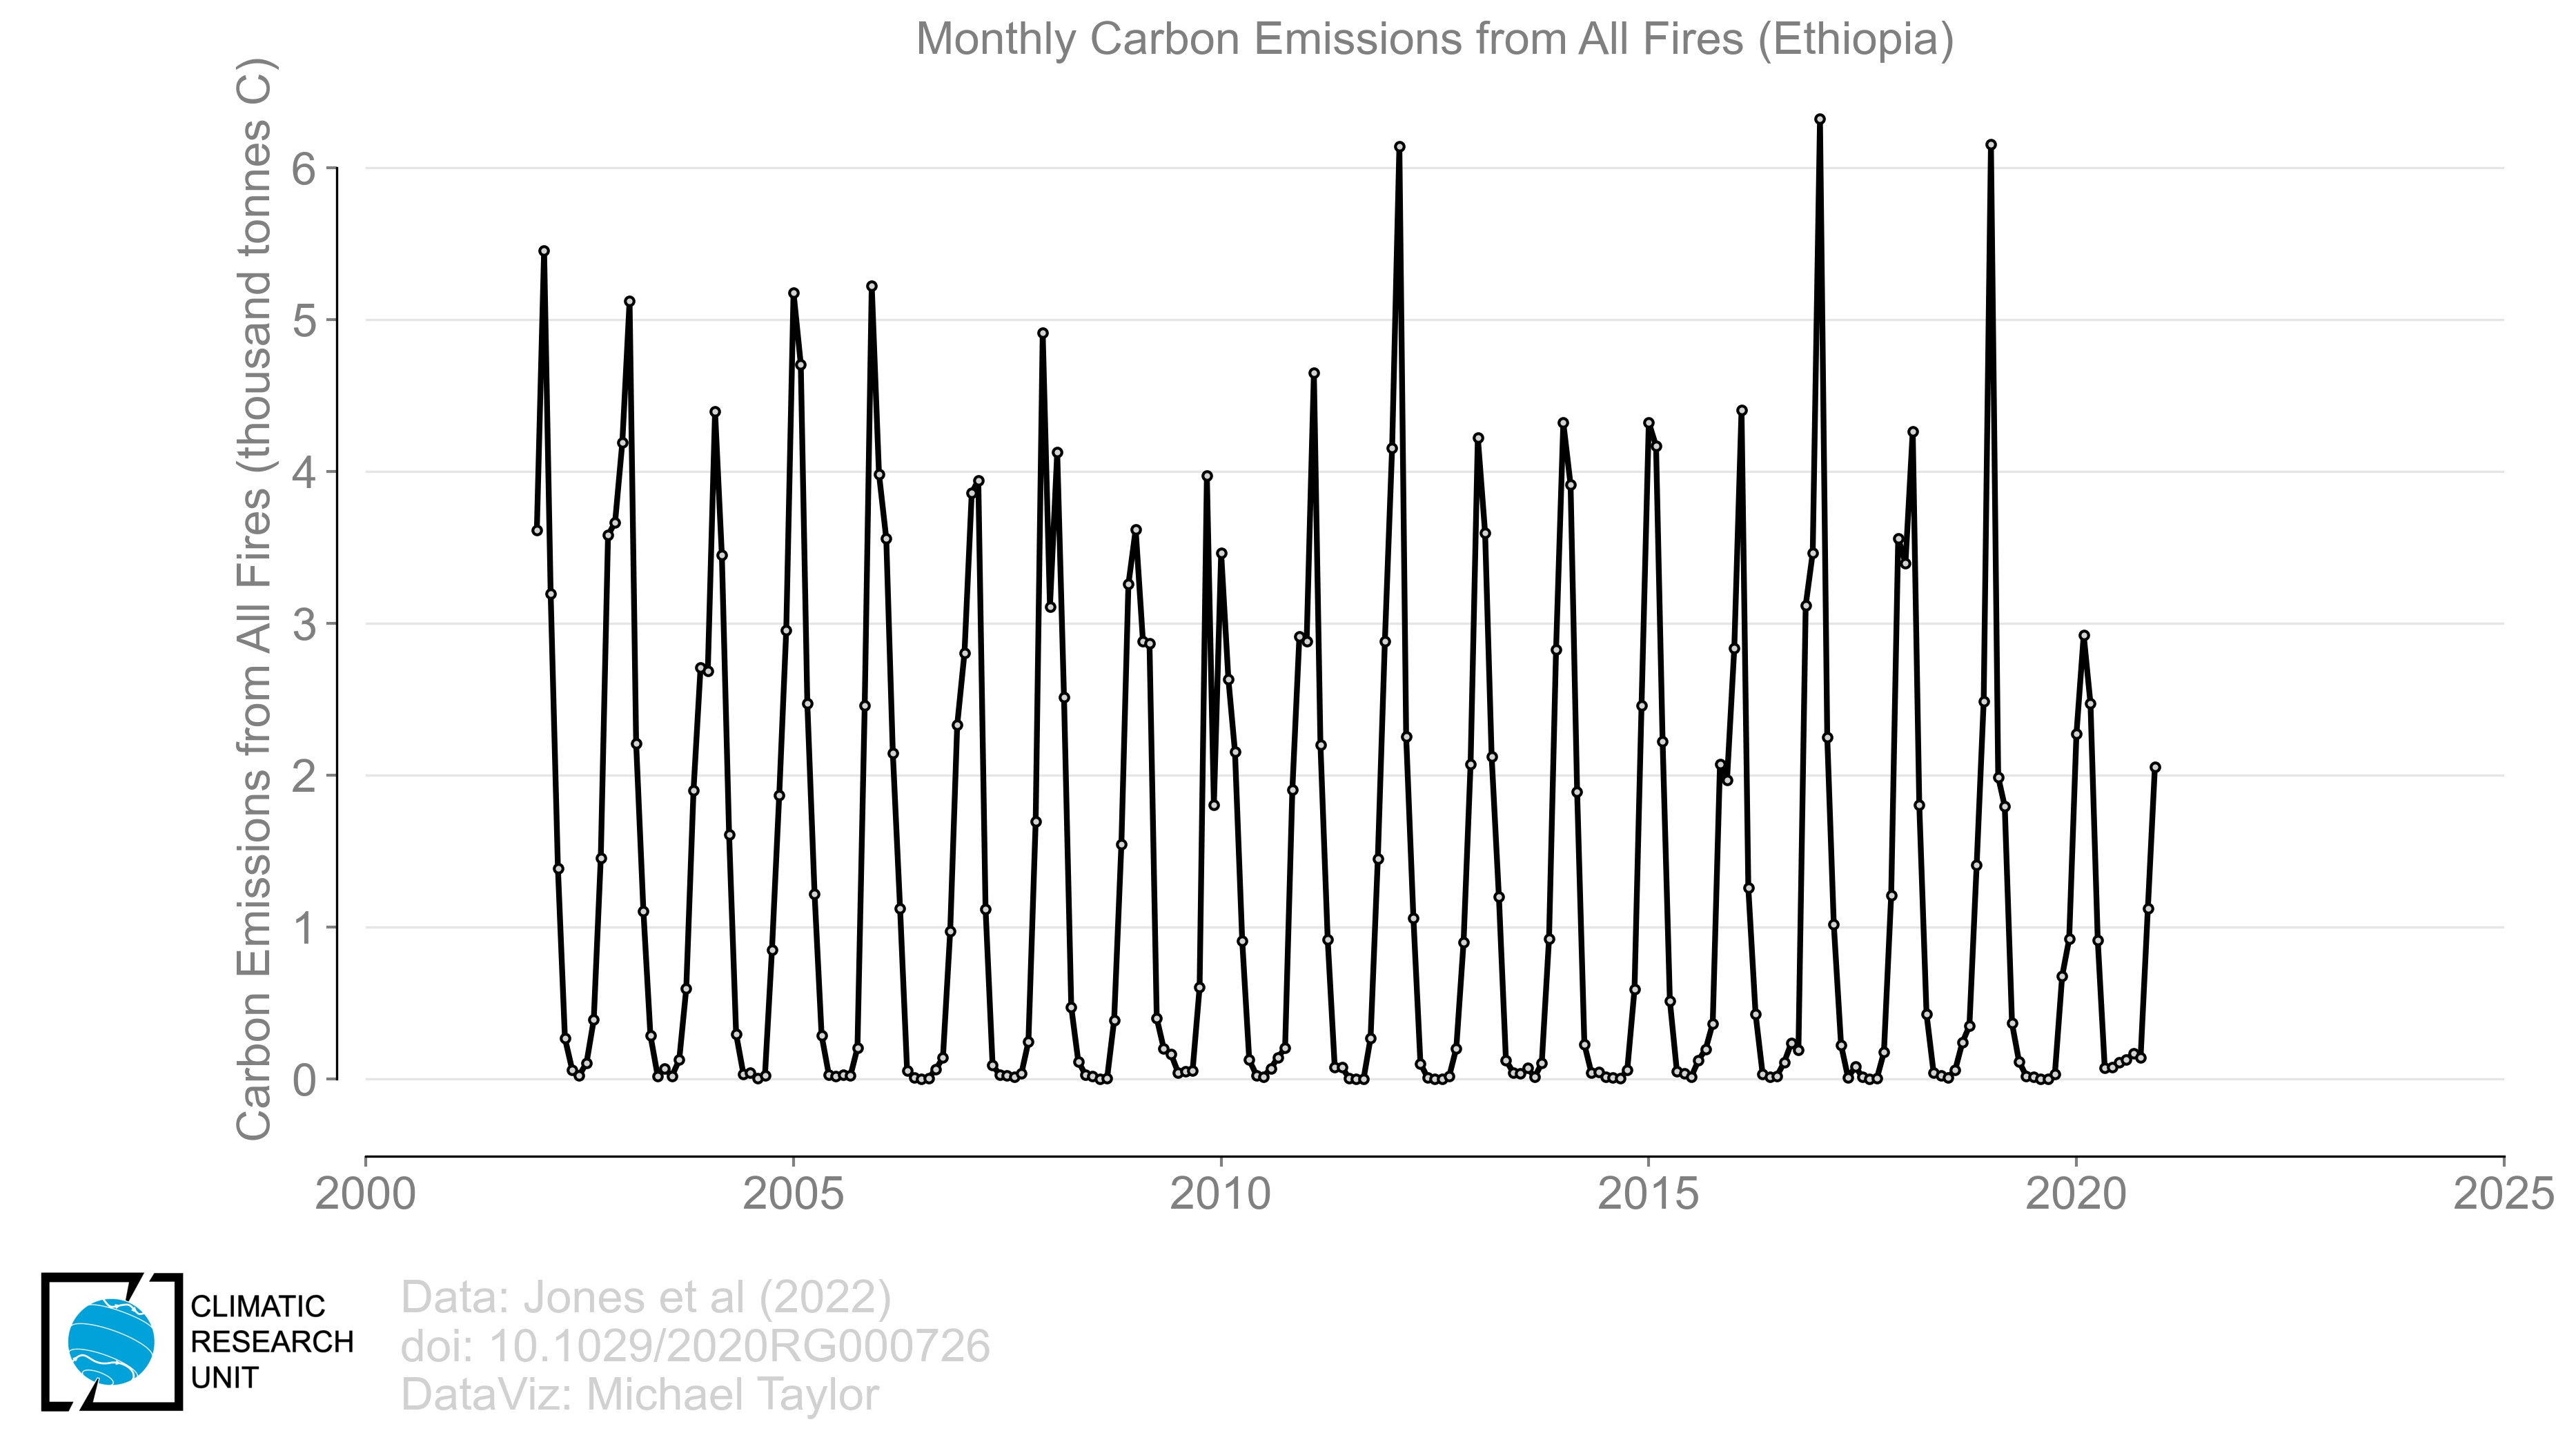 Monthly Carbon Emissions from All Fires (Ethiopia)
Carbon Emissions from All Fires (thousand tonnes C)
6
5
4
3
2
1
0
2000 2005 2010 2015 2020 2025
CLIMATIC
RESEARCH
UNIT
Data: Jones et al (2022)
doi: 10.1029/2020RG000726
DataViz: Michael Taylor